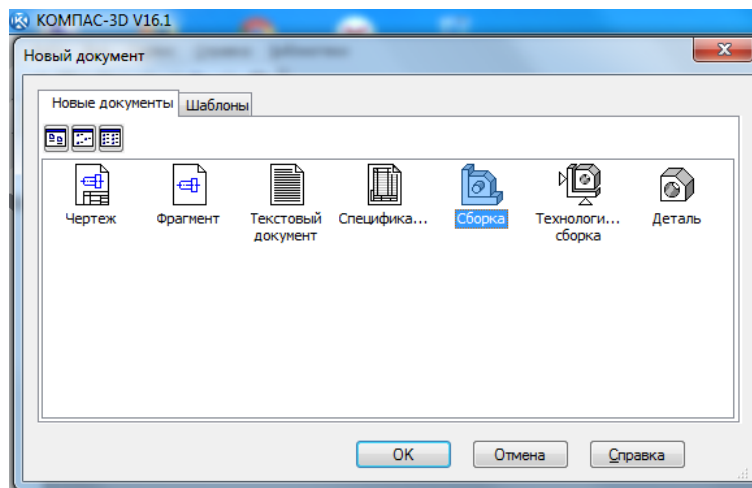 КОМПАС-3D V16.1
Новый документ
Новые документы Шаблоны
Чертеж Фрагмент Текстовый документ Специфика... Сборка Технологи... сборка Деталь
OK Отмена Справка